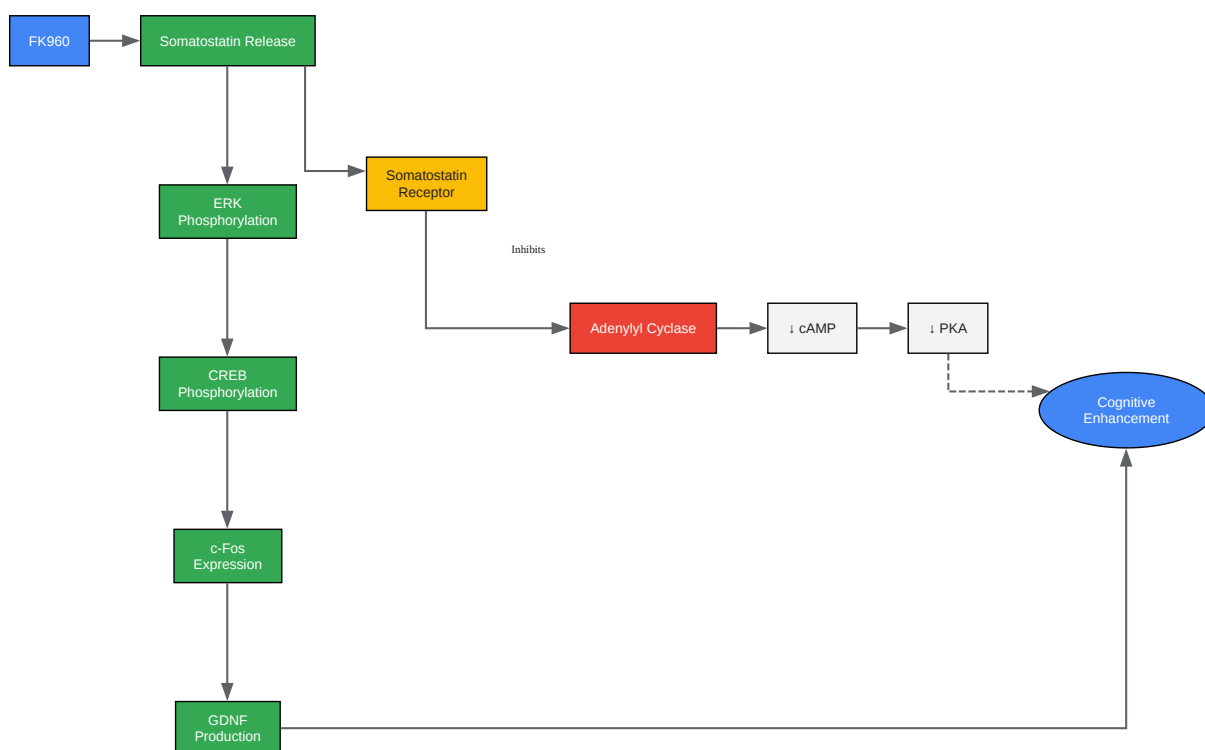 FK960
Somatostatin Release
Somatostatin
Receptor
ERK
Phosphorylation
Inhibits
Adenylyl Cyclase
↓ cAMP
↓ PKA
CREB
Phosphorylation
Cognitive
Enhancement
c-Fos
Expression
GDNF
Production